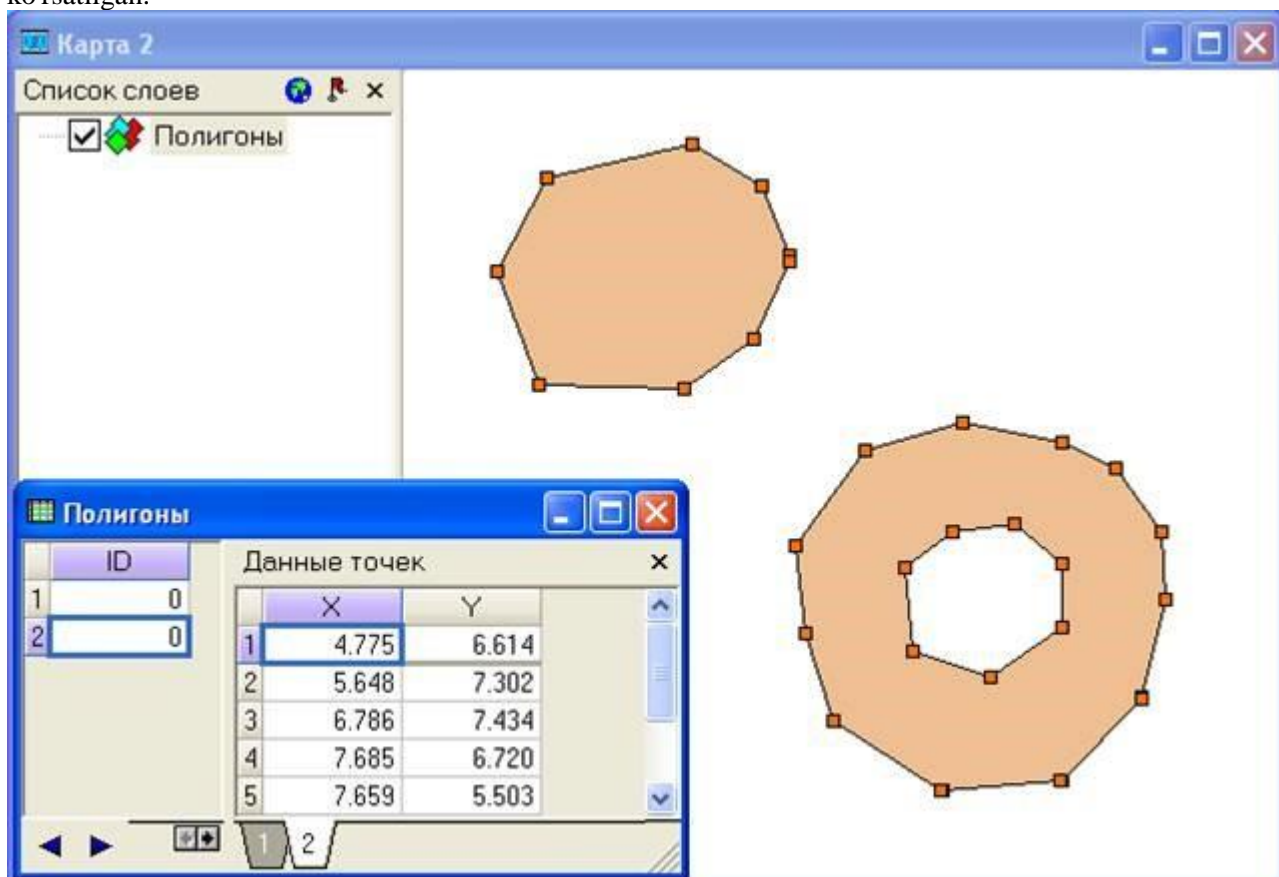 ko'rsatilgan.
Карта 2
Список слоев
Полигоны
Полигоны
ID
Данные точек
X Y
1 0
2 0
1 4.775 6.614
2 5.648 7.302
3 6.786 7.434
4 7.685 6.720
5 7.659 5.503
1 2